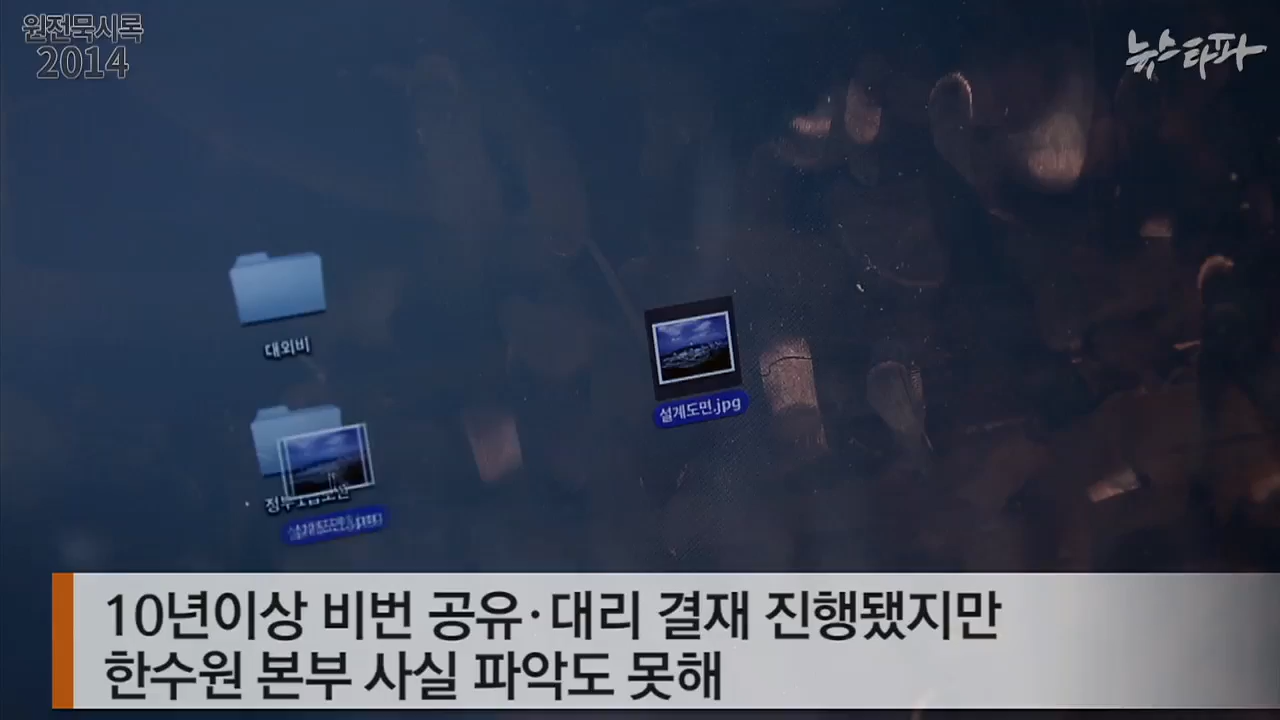 원전묵시록
2014
뉴스타파
대외비
설계도면.jpg
10년이상 비번 공유·대리 결재 진행됐지만
한수원 본부 사실 파악도 못해